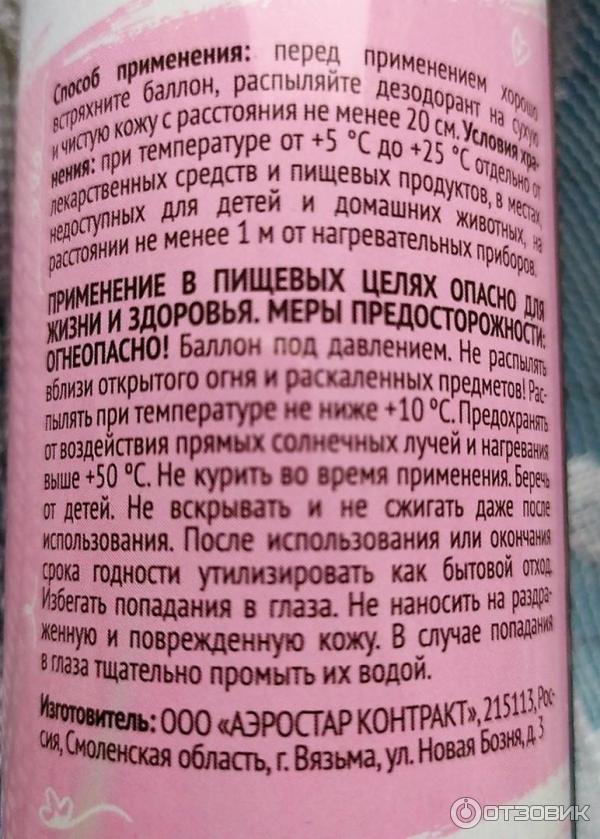 Способ применения: перед применением хорошо
встряхните баллон, распыляйте дезодорант на сухую
и чистую кожу с расстояния не менее 20 см. Условия хра-
нения: при температуре от +5 °C до +25 °C отдельно от
лекарственных средств и пищевых продуктов, в местах,
недоступных для детей и домашних животных, на
расстоянии не менее 1 м от нагревательных приборов.
ПРИМЕНЕНИЕ В ПИЩЕВЫХ ЦЕЛЯХ ОПАСНО ДЛЯ
ЖИЗНИ И ЗДОРОВЬЯ. МЕРЫ ПРЕДОСТОРОЖНОСТИ:
ОГНЕОПАСНО! Баллон под давлением. Не распылять
вблизи открытого огня и раскаленных предметов! Рас-
пылять при температуре не ниже +10 °C. Предохранять
от воздействия прямых солнечных лучей и нагревания
выше +50 °C. Не курить во время применения. Беречь
от детей. Не вскрывать и не сжигать даже после
использования. После использования или окончания
срока годности утилизировать как бытовой отход.
Избегать попадания в глаза. Не наносить на раздра-
женную и поврежденную кожу. В случае попадания
в глаза тщательно промыть их водой.
Изготовитель: ООО «АЭРОСТАР КОНТРАКТ», 215113, Рос-
сия, Смоленская область, г. Вязьма, ул. Новая Бозня, д. 3
ОТЗОВИК